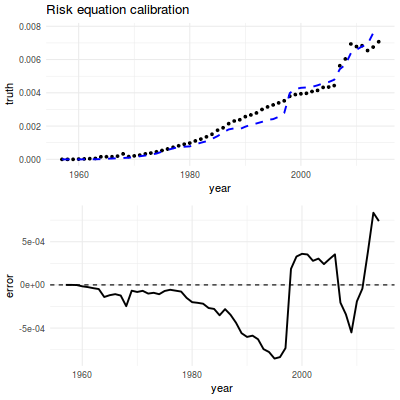 Risk equation calibration
0.008
0.006
0.004
0.002
0.000
truth
1960 1980 2000
year
5e-04
0e+00
-5e-04
error
1960 1980 2000
year